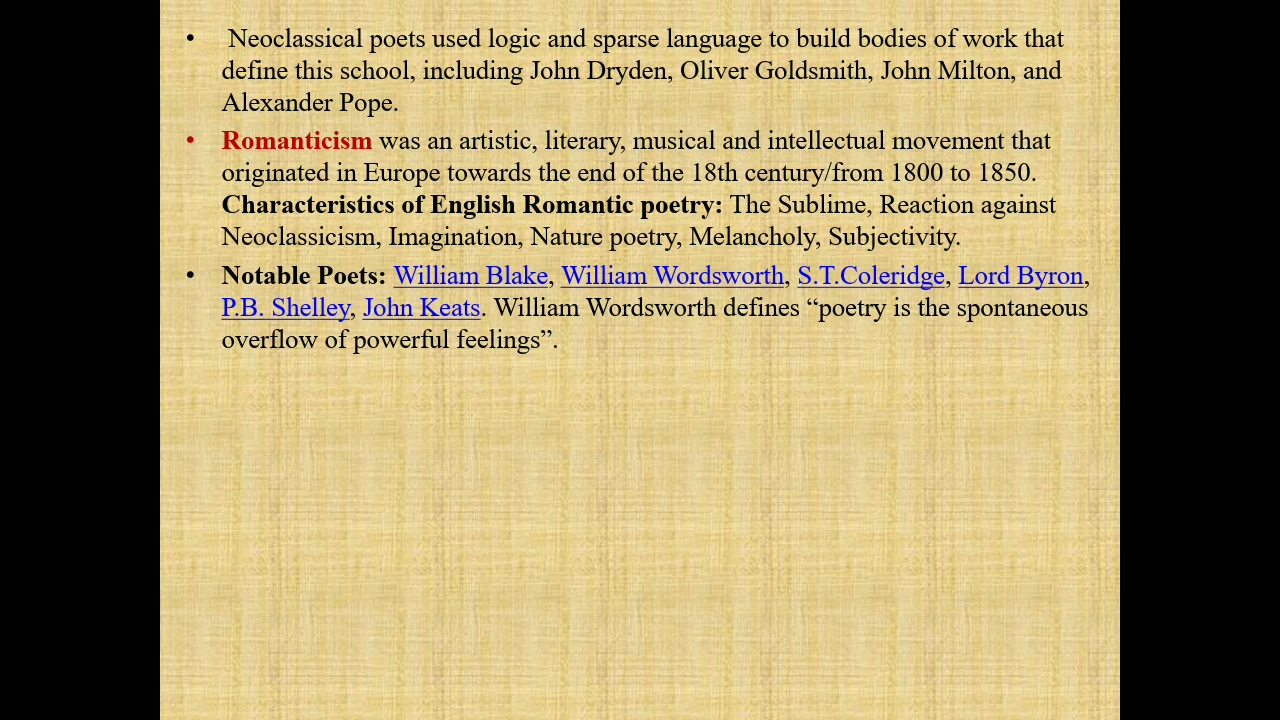 • Neoclassical poets used logic and sparse language to build bodies of work that
define this school, including John Dryden, Oliver Goldsmith, John Milton, and
Alexander Pope.
• Romanticism was an artistic, literary, musical and intellectual movement that
originated in Europe towards the end of the 18th century/from 1800 to 1850.
Characteristics of English Romantic poetry: The Sublime, Reaction against
Neoclassicism, Imagination, Nature poetry, Melancholy, Subjectivity.
• Notable Poets: William Blake, William Wordsworth, S.T.Coleridge, Lord Byron,
P.B. Shelley, John Keats. William Wordsworth defines “poetry is the spontaneous
overflow of powerful feelings”.